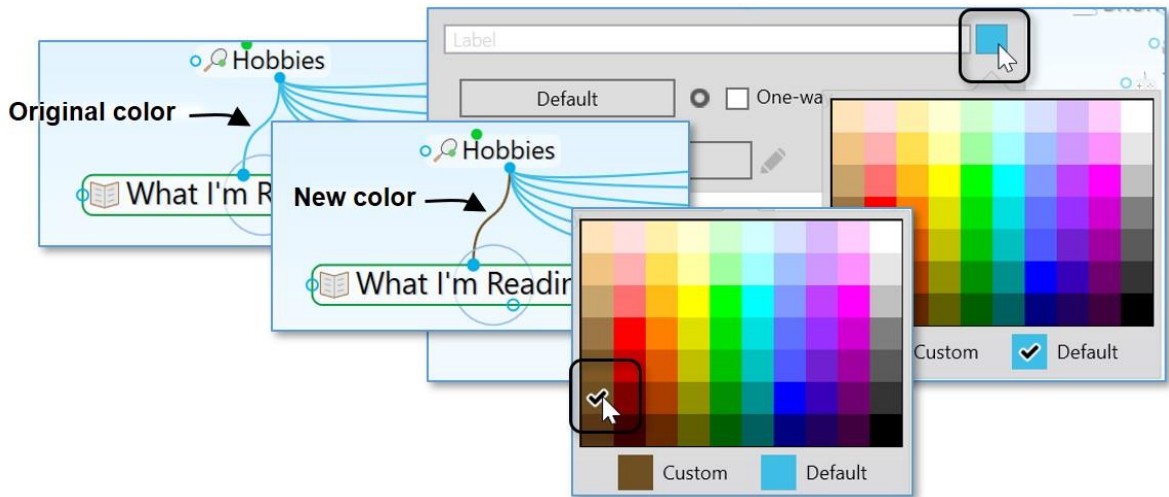 Label
Hobbies
Original color
Default
One-wa
Hobbies
What I'm R
New color
What I'm Readin
Custom
Default
Custom
Default